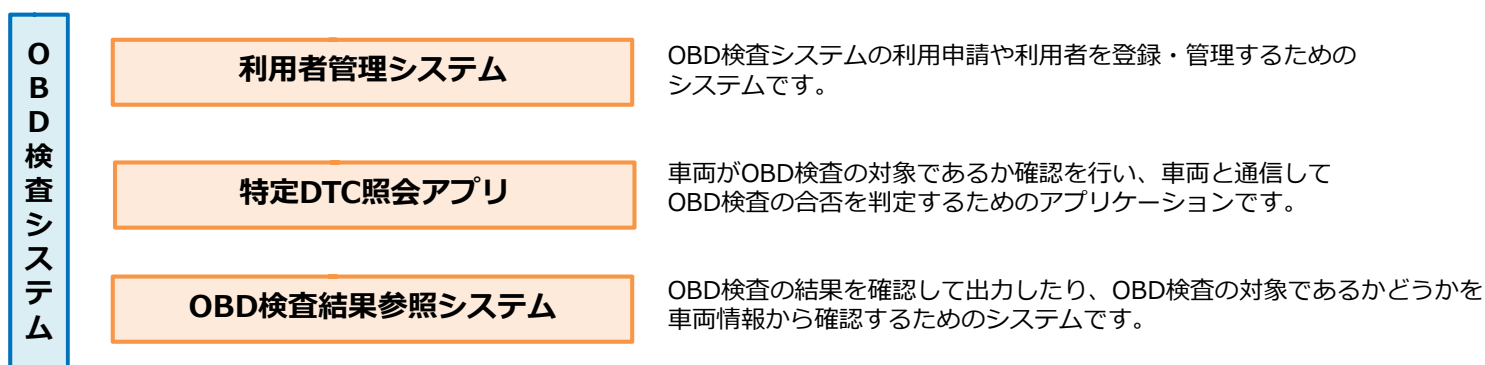 OBD検査システム
利用者管理システム
OBD検査システムの利用申請や利用者を登録・管理するための
システムです。
特定DTC照会アプリ
車両がOBD検査の対象であるか確認を行い、車両と通信して
OBD検査の合否を判定するためのアプリケーションです。
OBD検査結果参照システム
OBD検査の結果を確認して出力したり、OBD検査の対象であるかどうかを
車両情報から確認するためのシステムです。